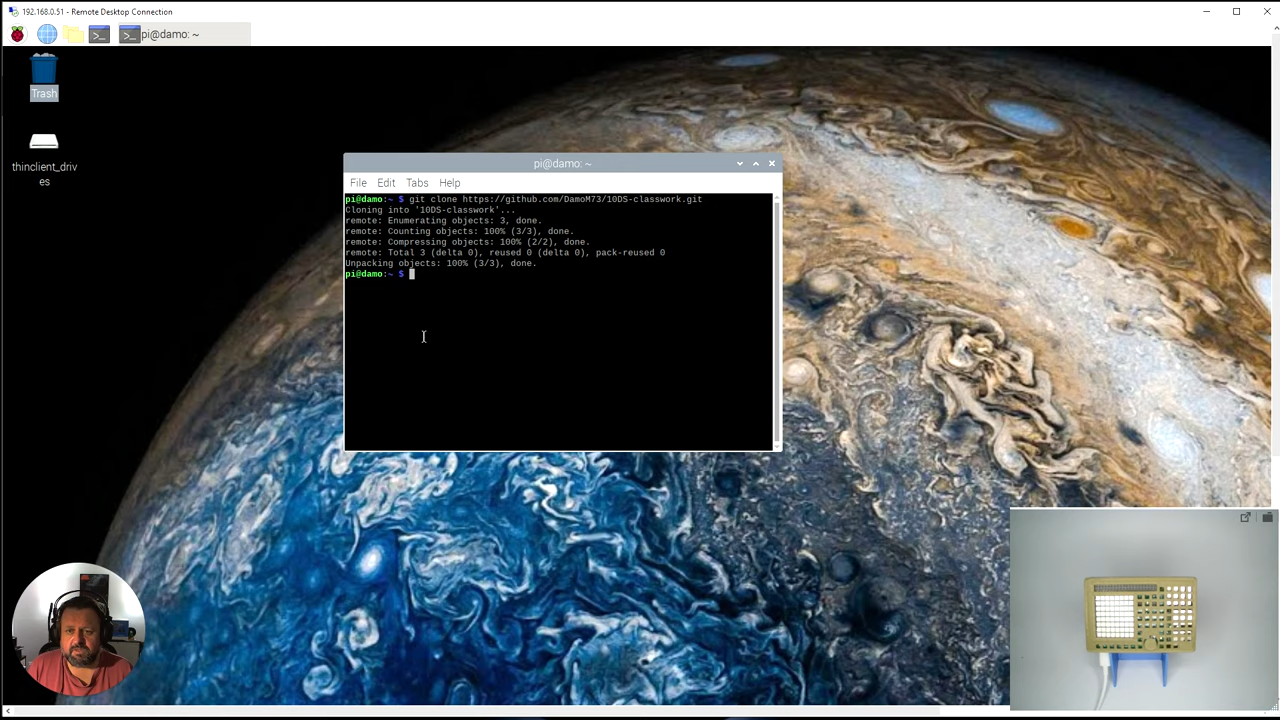 192.168.0.51 - Remote Desktop Connection
pi@damo: ~
Trash
thinclient_driv
es
pi@damo: ~
File Edit Tabs Help
pi@damo:~ $ git clone https://github.com/DamoM73/10DS-classwork.git
Cloning into '10DS-classwork'...
remote: Enumerating objects: 3, done.
remote: Counting objects: 100% (3/3), done.
remote: Compressing objects: 100% (2/2), done.
remote: Total 3 (delta 0), reused 0 (delta 0), pack-reused 0
Unpacking objects: 100% (3/3), done.
pi@damo:~ $